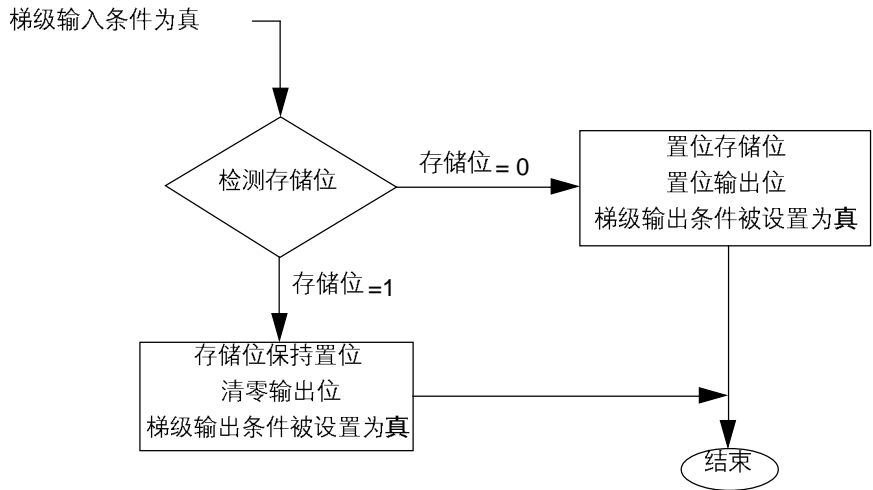 梯级输入条件为真
检测存储位
存储位 = 0
置位存储位
置位输出位
梯级输出条件被设置为真
存储位 =1
存储位保持置位
清零输出位
梯级输出条件被设置为真
结束